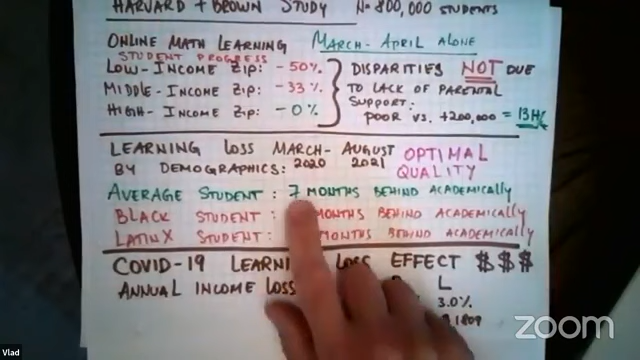 HARVARD + BROWN STUDY N= 800,000 STUDENTS
ONLINE MATH LEARNING MARCH-APRIL ALONE
STUDENT PROGRESS
LOW-INCOME ZIP: -50%
MIDDLE-INCOME ZIP: -33%
HIGH-INCOME ZIP: -0%
DISPARITIES NOT DUE
TO LACK OF PARENTAL
SUPPORT:
POOR VS. +200,000 =
LEARNING LOSS MARCH-AUGUST
2020 2021
BY DEMOGRAPHICS:
OPTIMAL
QUALITY
AVERAGE STUDENT: 7 MONTHS BEHIND ACADEMICALLY
BLACK STUDENT: MONTHS BEHIND ACADEMICALLY
LATINX STUDENT: MONTHS BEHIND ACADEMICALLY
COVID-19 LEARNING LOSS EFFECT $$$
ANNUAL INCOME LOSS
L
3.0%
Vlad
zoom